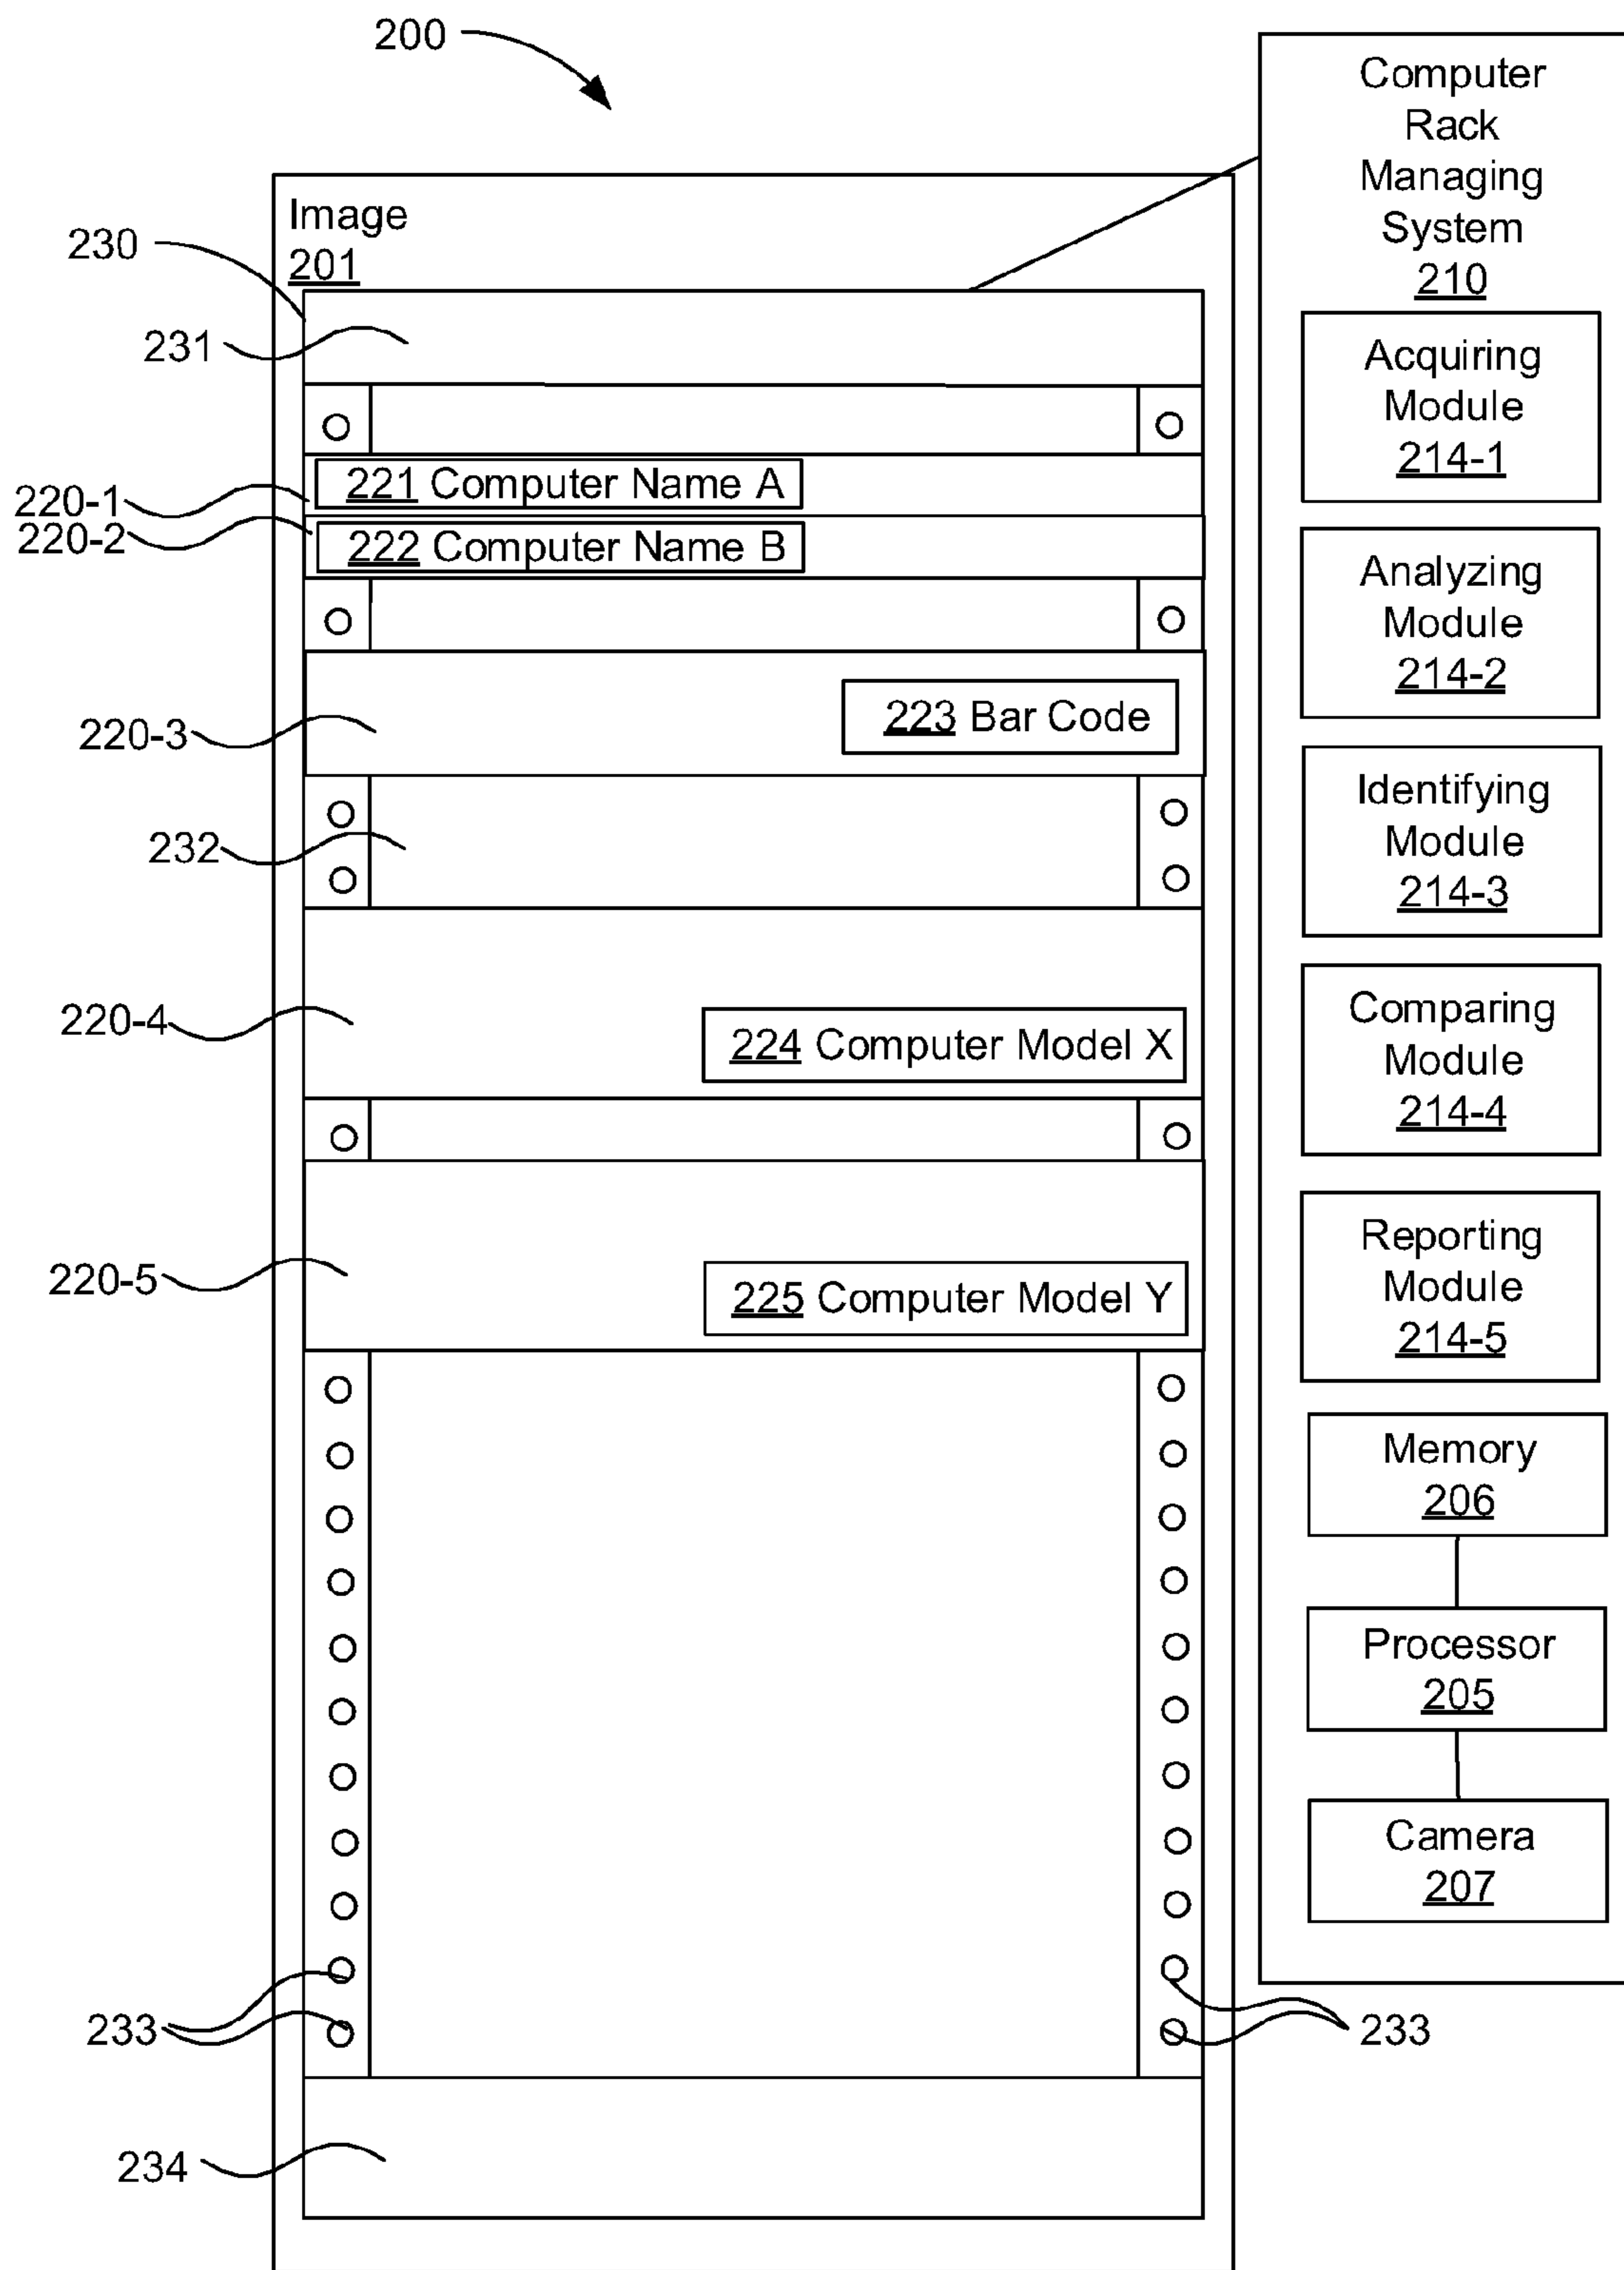 200
Image
201
230
231
220-1
221 Computer Name A
220-2
222 Computer Name B
220-3
223 Bar Code
232
220-4
224 Computer Model X
220-5
225 Computer Model Y
233
233
234
Computer
Rack
Managing
System
210
Acquiring
Module
214-1
Analyzing
Module
214-2
Identifying
Module
214-3
Comparing
Module
214-4
Reporting
Module
214-5
Memory
206
Processor
205
Camera
207